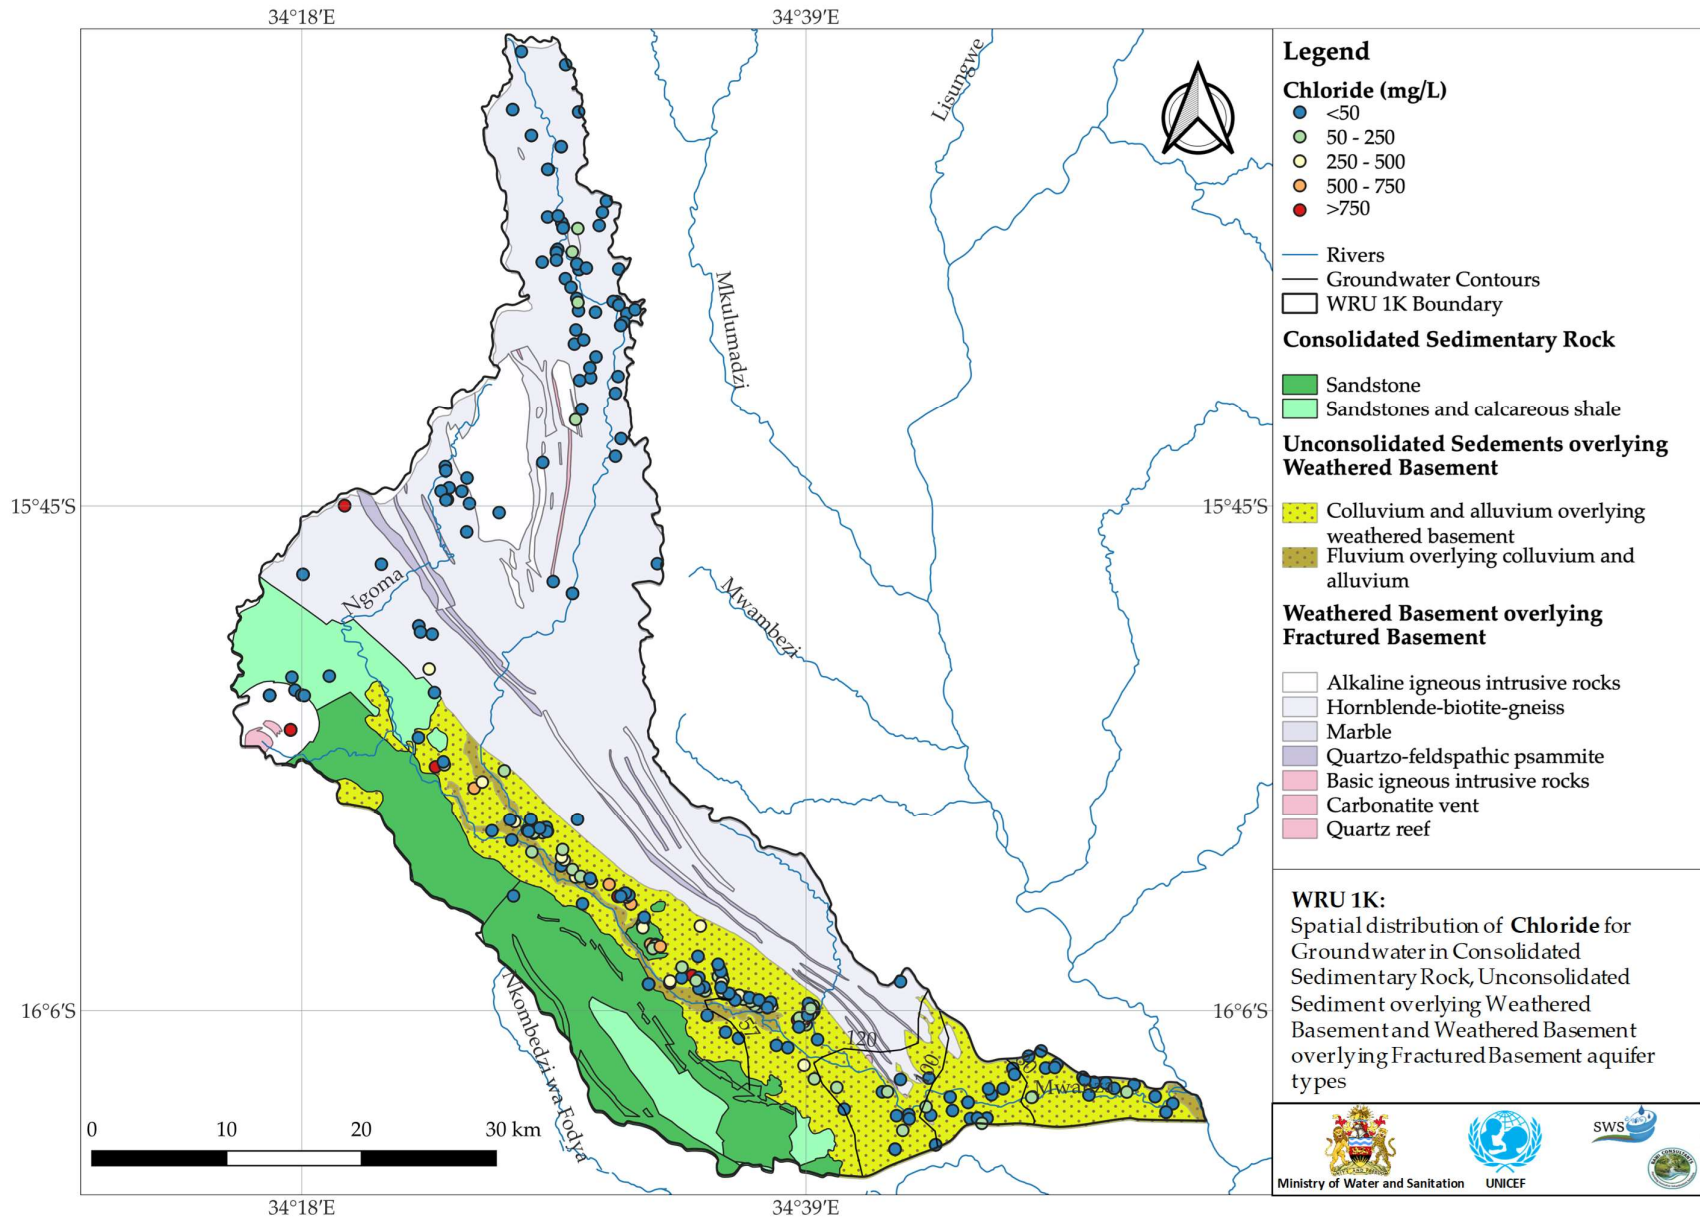 34°18′E
34°39′E
Lisungwe
Mkulumadzi
15°45′S
15°45′S
Ngoma
Mwambezi
16°6′S
16°6′S
Nkombedzi wa Fodya
57
120
100
0
10
20
30 km
34°18′E
34°39′E
Legend
Chloride (mg/L)
<50
50 - 250
250 - 500
500 - 750
>750
Rivers
Groundwater Contours
WRU 1K Boundary
Consolidated Sedimentary Rock
Sandstone
Sandstones and calcareous shale
Unconsolidated Sedements overlying
Weathered Basement
Colluvium and alluvium overlying
weathered basement
Fluvium overlying colluvium and
alluvium
Weathered Basement overlying
Fractured Basement
Alkaline igneous intrusive rocks
Hornblende-biotite-gneiss
Marble
Quartzo-feldspathic psammite
Basic igneous intrusive rocks
Carbonatite vent
Quartz reef
WRU 1K:
Spatial distribution of Chloride for
Groundwater in Consolidated
Sedimentary Rock, Unconsolidated
Sediment overlying Weathered
Basement and Weathered Basement
overlying Fractured Basement aquifer
types
Ministry of Water and Sanitation
UNICEF
SWS